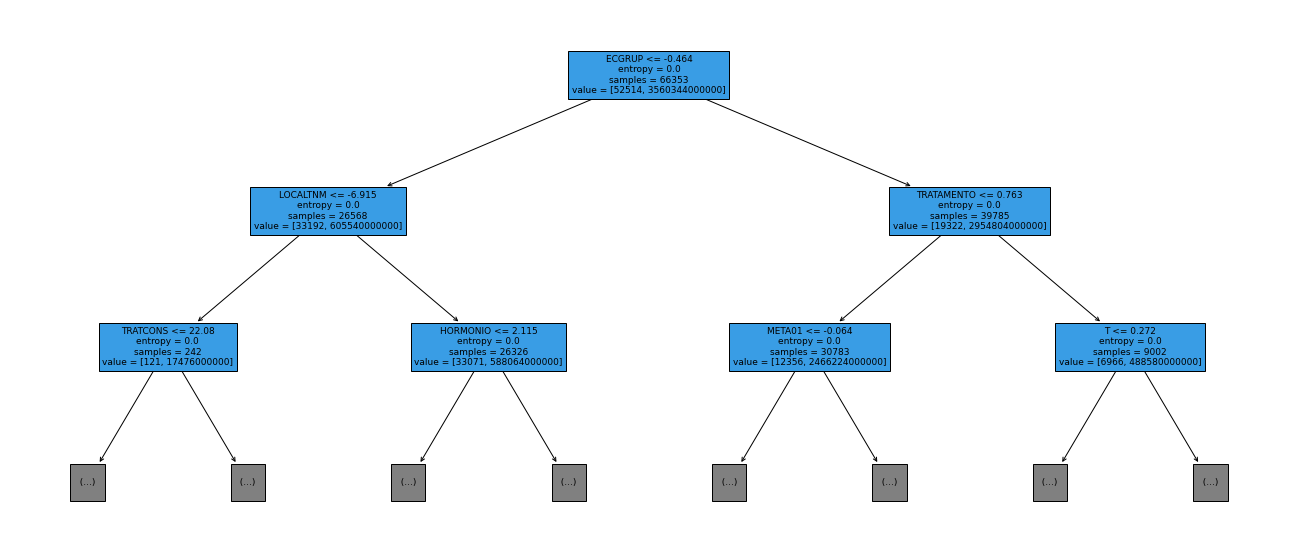 ECGRUP <= -0.464
entropy = 0.0
samples = 66353
value = [52514, 3560344000000]
LOCALTNM <= -6.915
entropy = 0.0
samples = 26568
value = [33192, 605540000000]
TRATAMENTO <= 0.763
entropy = 0.0
samples = 39785
value = [19322, 2954804000000]
TRATCONS <= 22.08
entropy = 0.0
samples = 242
value = [121, 17476000000]
HORMONIO <= 2.115
entropy = 0.0
samples = 26326
value = [33071, 588064000000]
META01 <= -0.064
entropy = 0.0
samples = 30783
value = [12356, 2466224000000]
T <= 0.272
entropy = 0.0
samples = 9002
value = [6966, 488580000000]
(...)
(...)
(...)
(...)
(...)
(...)
(...)
(...)